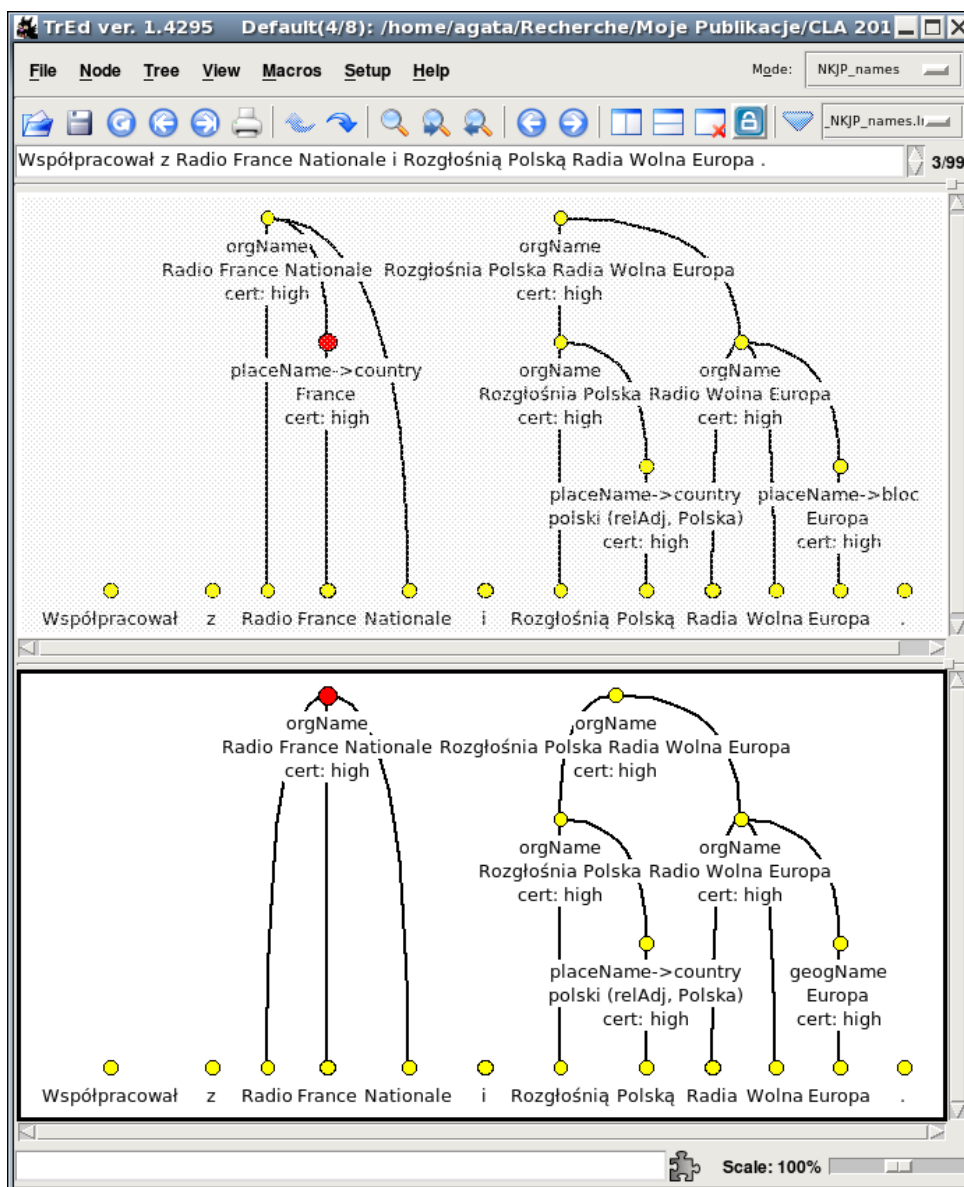 TrEd ver. 1.4295 Default(4/8): /home/agata/Recherche/Moje Publikacje/CLA 201
File Node Tree View Macros Setup Help Mode: NKJP_names
_NKJP_names.
Współpracował z Radio France Nationale i Rozgłośnią Polską Radia Wolna Europa . 3/99
orgName orgName
Radio France Nationale Rozgłośnia Polska Radia Wolna Europa
cert: high cert: high
placeName->country orgName orgName
France Rozgłośnia Polska Radio Wolna Europa
cert: high cert: high cert: high
placeName->country placeName->bloc
polski (relAdj, Polska) Europa
cert: high cert: high
Współpracował z Radio France Nationale i Rozgłośnią Polską Radia Wolna Europa .
orgName orgName
Radio France Nationale Rozgłośnia Polska Radia Wolna Europa
cert: high cert: high
orgName orgName
Rozgłośnia Polska Radio Wolna Europa
cert: high cert: high
placeName->country geogName
polski (relAdj, Polska) Europa
cert: high cert: high
Współpracował z Radio France Nationale i Rozgłośnią Polską Radia Wolna Europa .
Scale: 100%